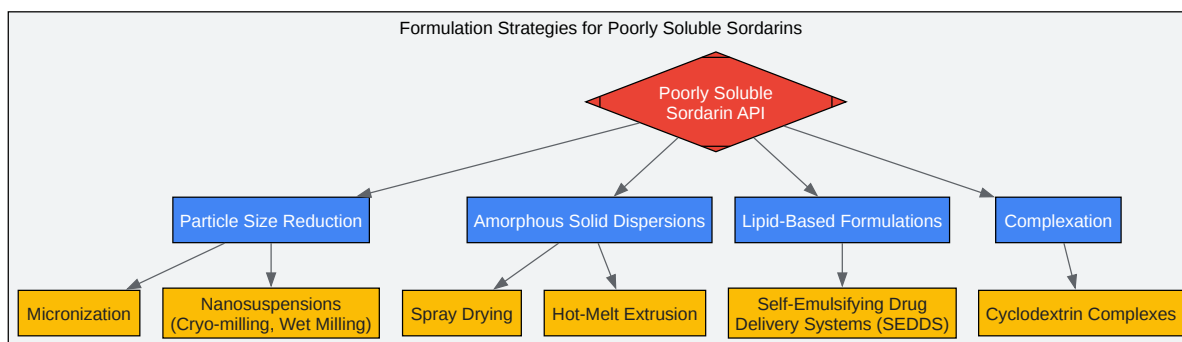 Formulation Strategies for Poorly Soluble Sordarins
Poorly Soluble
Sordarin API
Particle Size Reduction
Amorphous Solid Dispersions
Lipid-Based Formulations
Complexation
Micronization
Nanosuspensions
(Cryo-milling, Wet Milling)
Spray Drying
Hot-Melt Extrusion
Self-Emulsifying Drug
Delivery Systems (SEDDS)
Cyclodextrin Complexes